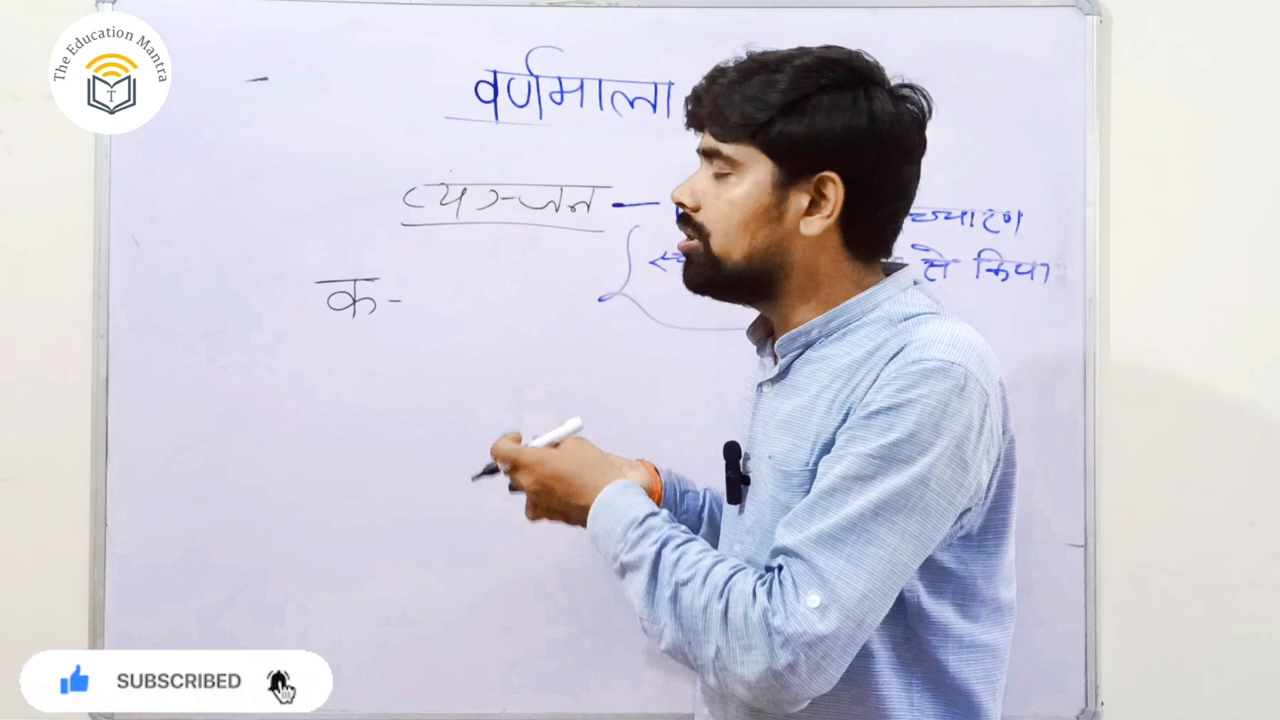 The Education Mantra
T
वर्णमाला
व्यञ्जन —
से किया
क-
SUBSCRIBED